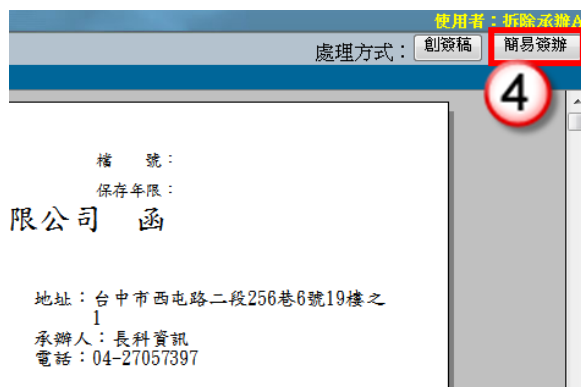 使用者：拆除承辦A
處理方式： 創簽稿 簡易簽辦
4
檔 號：
保存年限：
限公司 函
地址：台中市西屯路二段256巷6號19樓之
1
承辦人：長科資訊
電話：04-27057397